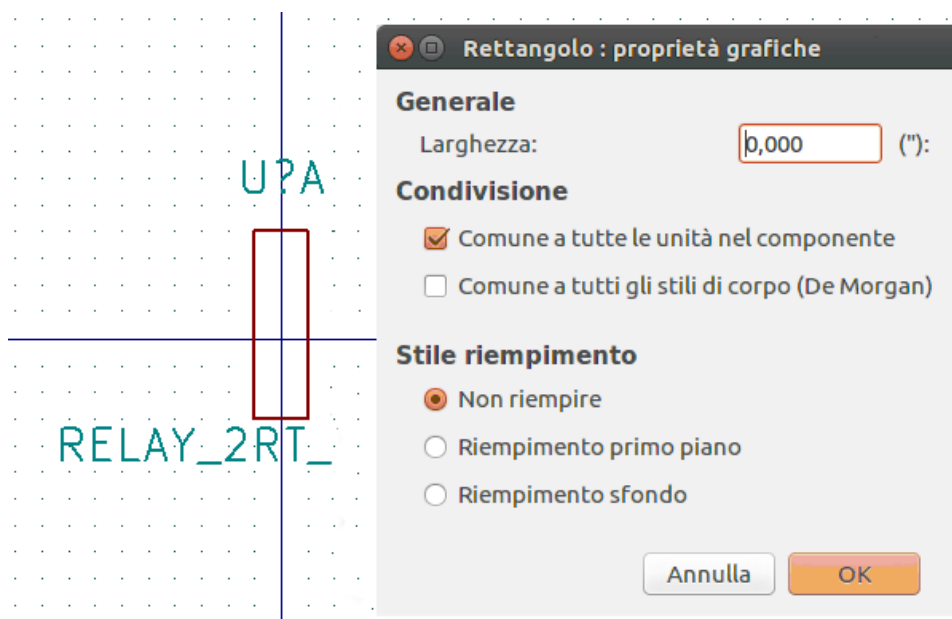 U?A
RELAY_2RT_
Rettangolo : proprietà grafiche
Generale
Larghezza: 0,000 ("):
Condivisione
Comune a tutte le unità nel componente
Comune a tutti gli stili di corpo (De Morgan)
Stile riempimento
Non riempire
Riempimento primo piano
Riempimento sfondo
Annulla OK